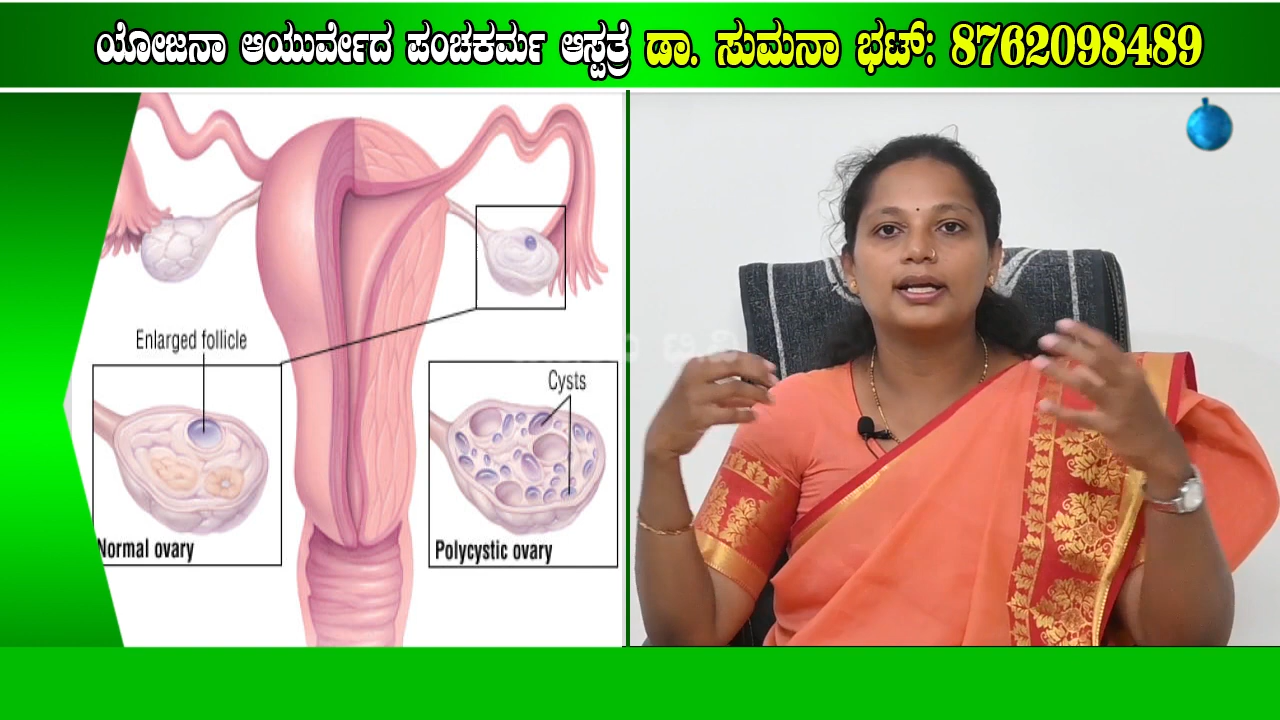 ಯೋಜನಾ ಆಯುರ್ವೇದ ಪಂಚಕರ್ಮ ಆಸ್ಪತ್ರೆ ಡಾ. ಸುಮನಾ ಭಟ್: 8762098489
Enlarged follicle
Cysts
Normal ovary
Polycystic ovary